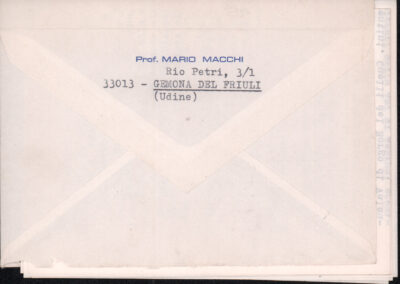 Prof. MARIO MACCHI
Rio Petri, 3/1
33013 - GEMONA DEL FRIULI
(Udine)